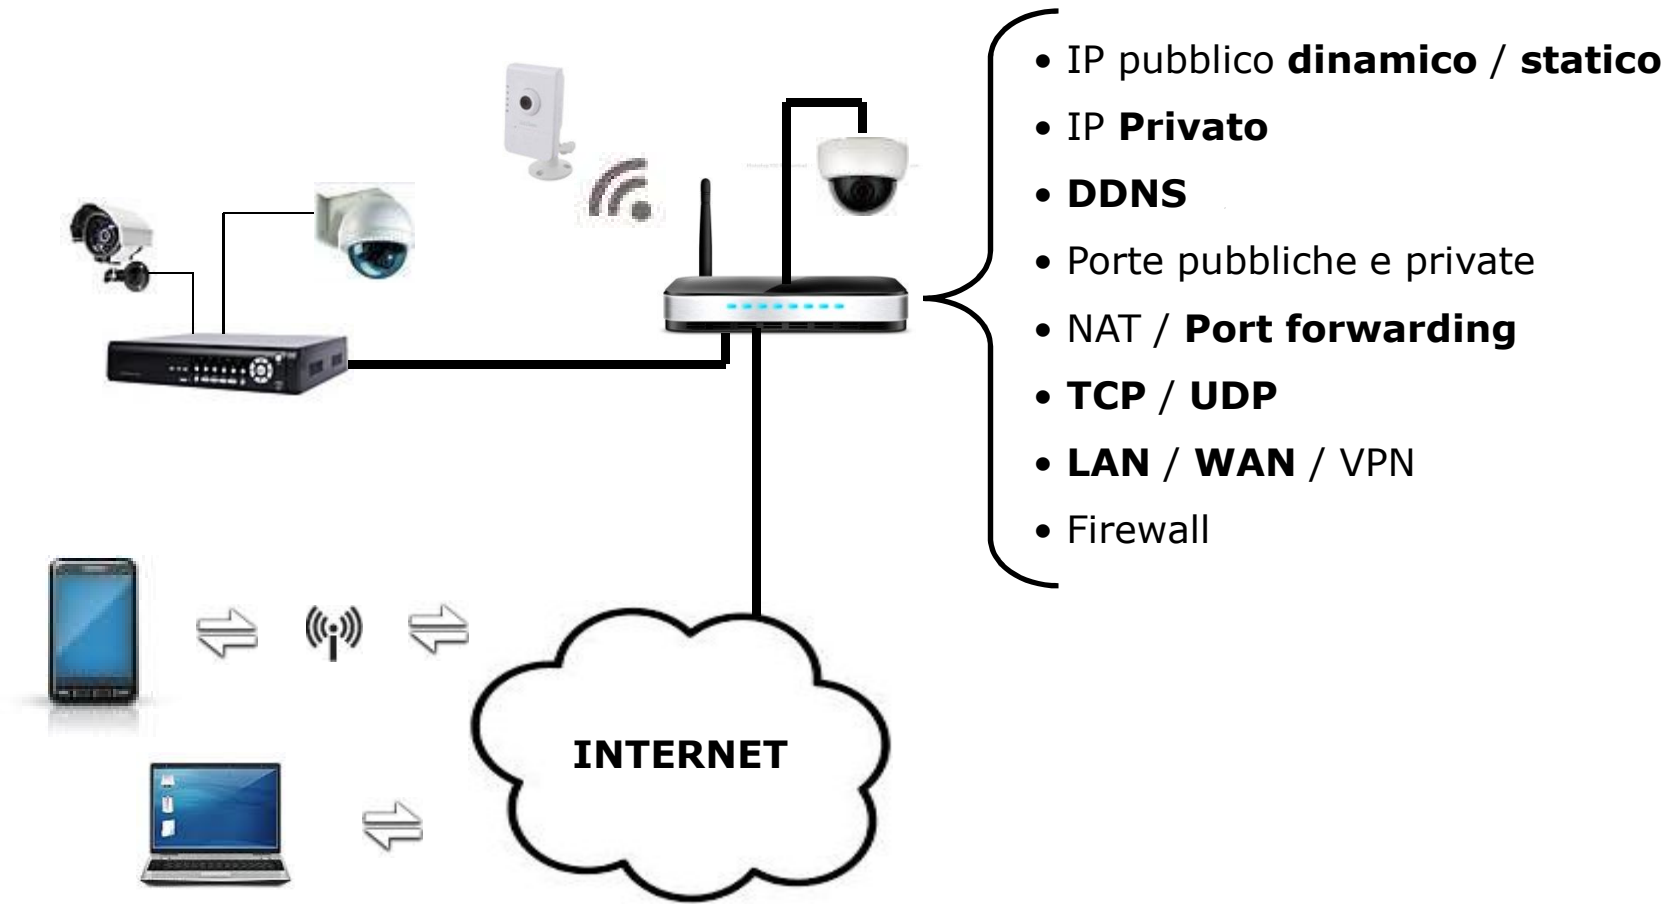 • IP pubblico dinamico / statico
• IP Privato
• DDNS
• Porte pubbliche e private
• NAT / Port forwarding
• TCP / UDP
• LAN / WAN / VPN
• Firewall
INTERNET